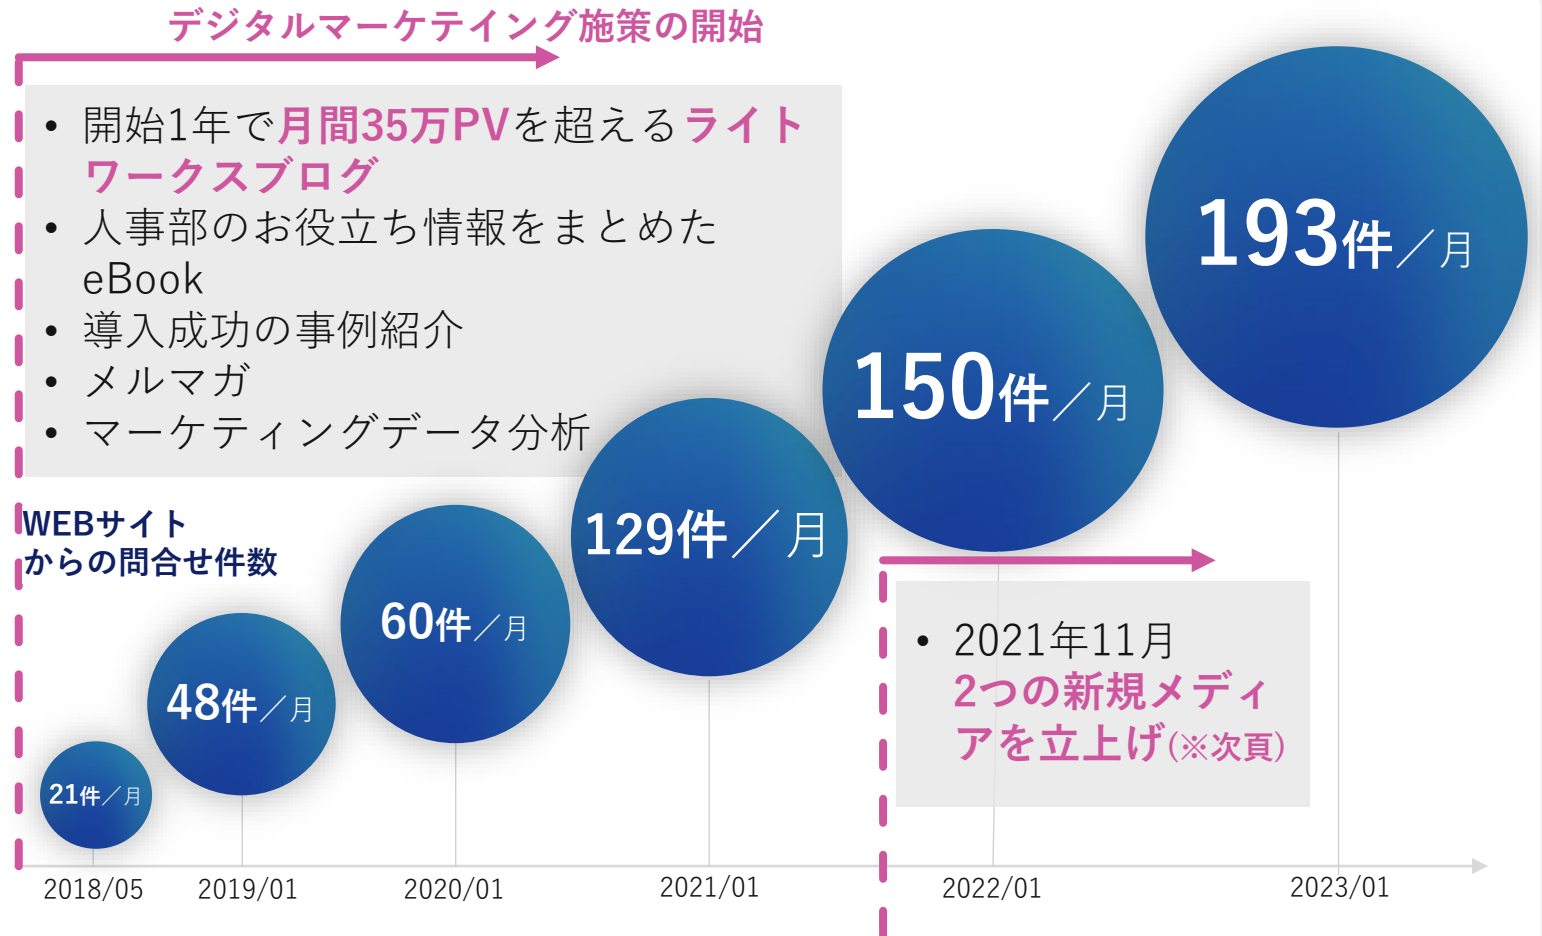 デジタルマーケテイング施策の開始
• 開始1年で月間35万PVを超えるライト
ワークスブログ
• 人事部のお役立ち情報をまとめた
eBook
• 導入成功の事例紹介
• メルマガ
• マーケティングデータ分析
WEBサイト
からの問合せ件数
21件／月
48件／月
60件／月
129件／月
150件／月
193件／月
• 2021年11月
2つの新規メディ
アを立上げ(※次頁)
2018/05
2019/01
2020/01
2021/01
2022/01
2023/01